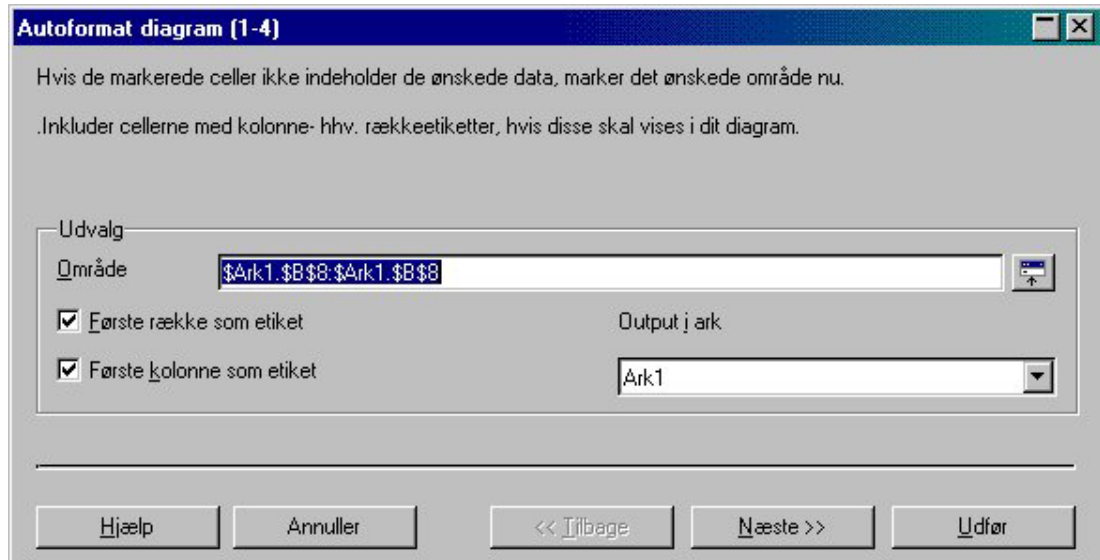 Autoformat diagram (1-4)
Hvis de markerede celler ikke indeholder de ønskede data, marker det ønskede område nu.
.Inkluder cellerne med kolonne- hhv. rækkeetiketter, hvis disse skal vises i dit diagram.
Udvalg
Område $Ark1.$B$8:$Ark1.$B$8
Første række som etiket Output i ark
Første kolonne som etiket Ark1
Hjælp Annuller << Tilbage Næste >> Udfør